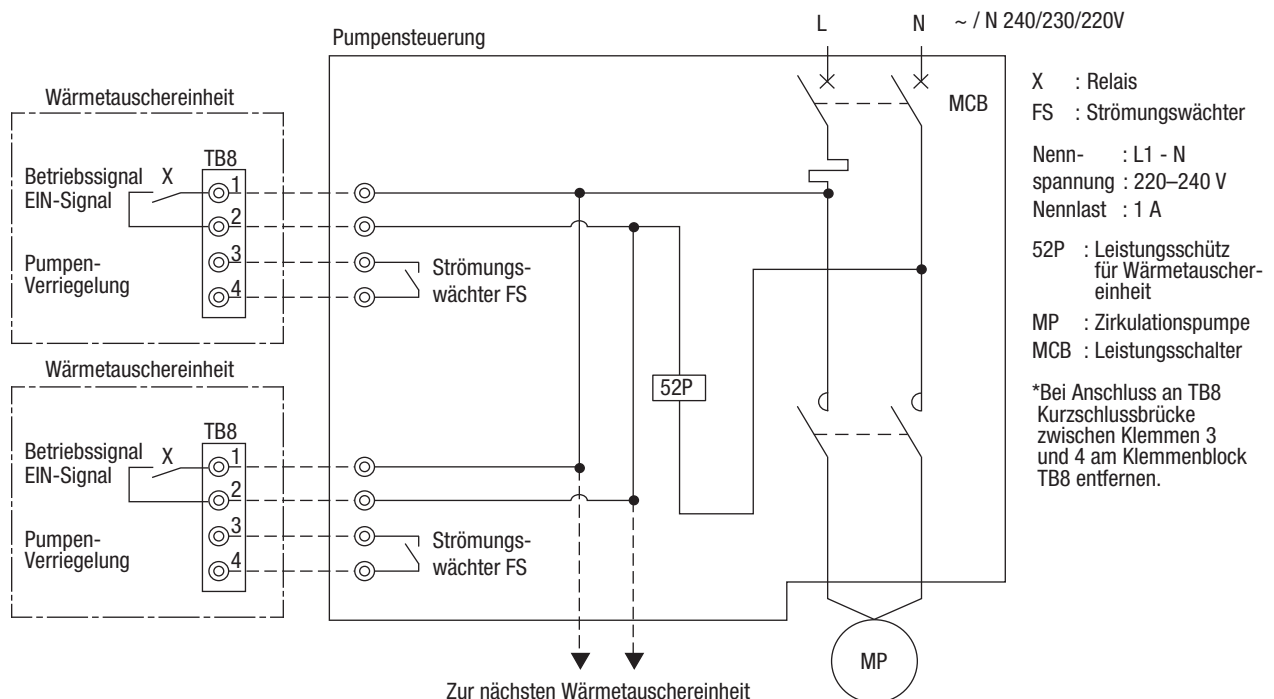 L N ~ / N 240/230/220V
Pumpensteuerung
MCB
Wärmetauschereinheit
TB8
Betriebssignal X
EIN-Signal
1
2
Pumpen-
Verriegelung
3
4
Strömungs-
wächter FS
Wärmetauschereinheit
TB8
Betriebssignal X
EIN-Signal
1
2
Pumpen-
Verriegelung
3
4
Strömungs-
wächter FS
52P
MP
Zur nächsten Wärmetauschereinheit
X : Relais
FS : Strömungswächter
Nenn- : L1 - N
spannung : 220–240 V
Nennlast : 1 A
52P : Leistungsschütz
für Wärmetauscher-
einheit
MP : Zirkulationspumpe
MCB : Leistungsschalter
*Bei Anschluss an TB8
Kurzschlussbrücke
zwischen Klemmen 3
und 4 am Klemmenblock
TB8 entfernen.